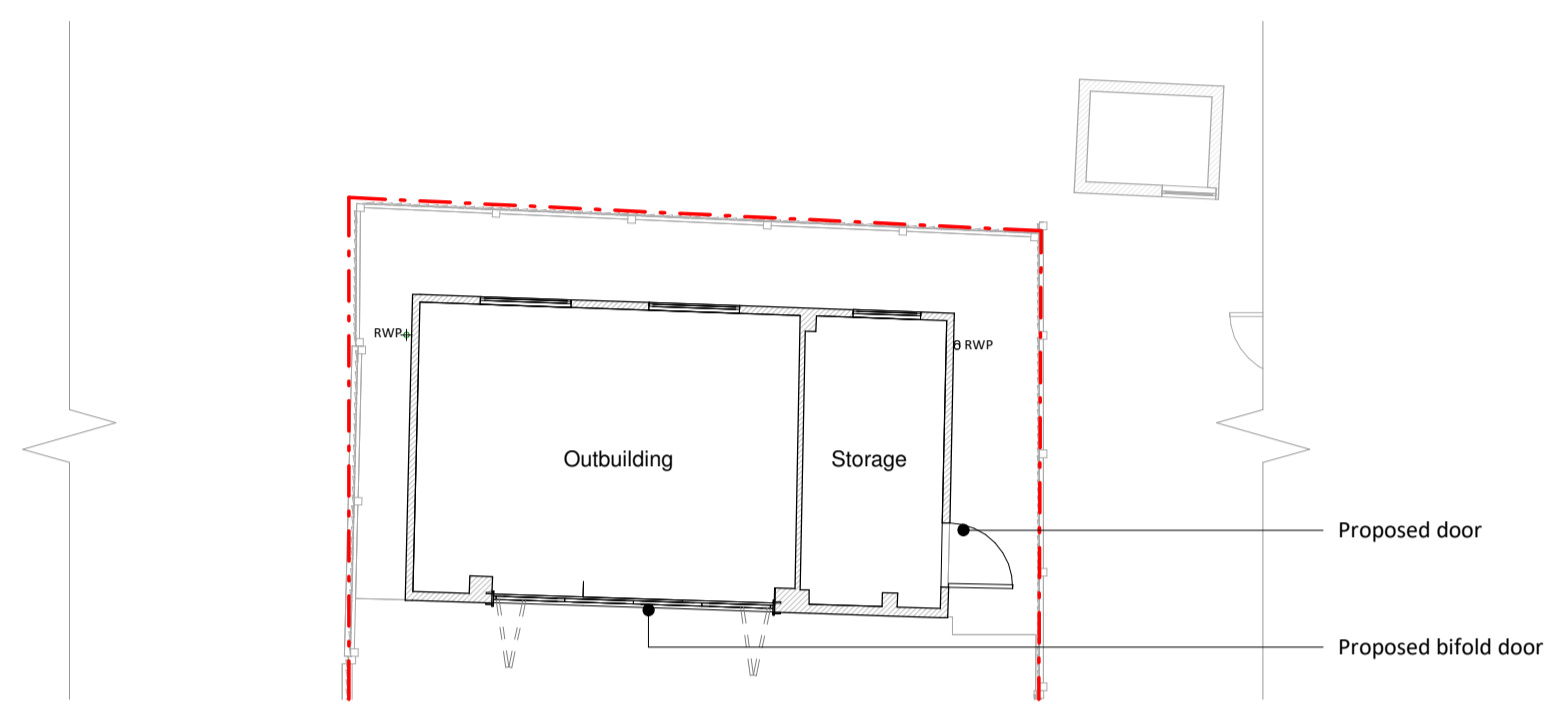 RWP
RWP
Outbuilding
Storage
Proposed door
Proposed bifold door